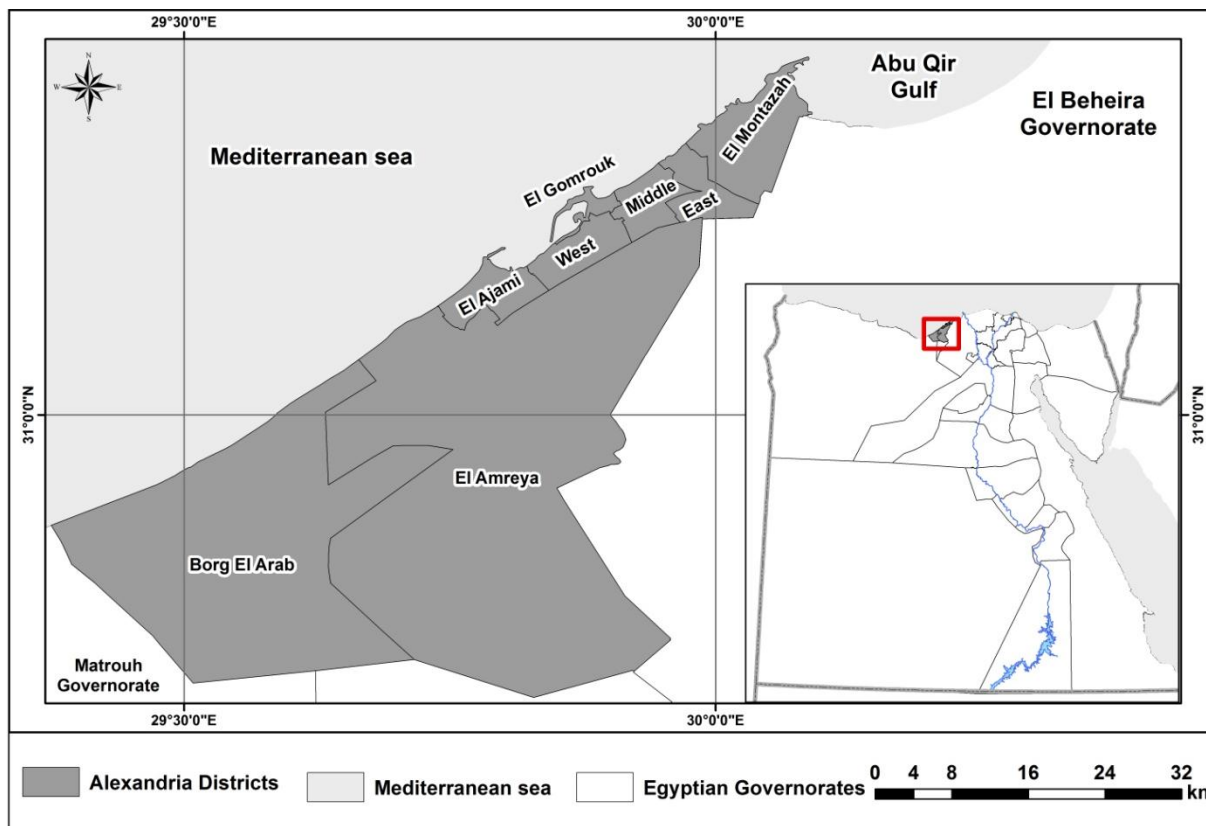 29°30'0"E
30°0'0"E
N
W
E
S
Abu Qir
Gulf
El Beheira
Governorate
Mediterranean sea
El Montazah
El Gomrouk
Middle
East
West
El Ajami
31°0'0"N
31°0'0"N
El Amreya
Borg El Arab
Matrouh
Governorate
29°30'0"E
30°0'0"E
Alexandria Districts
Mediterranean sea
Egyptian Governorates
0 4 8 16 24 32
km